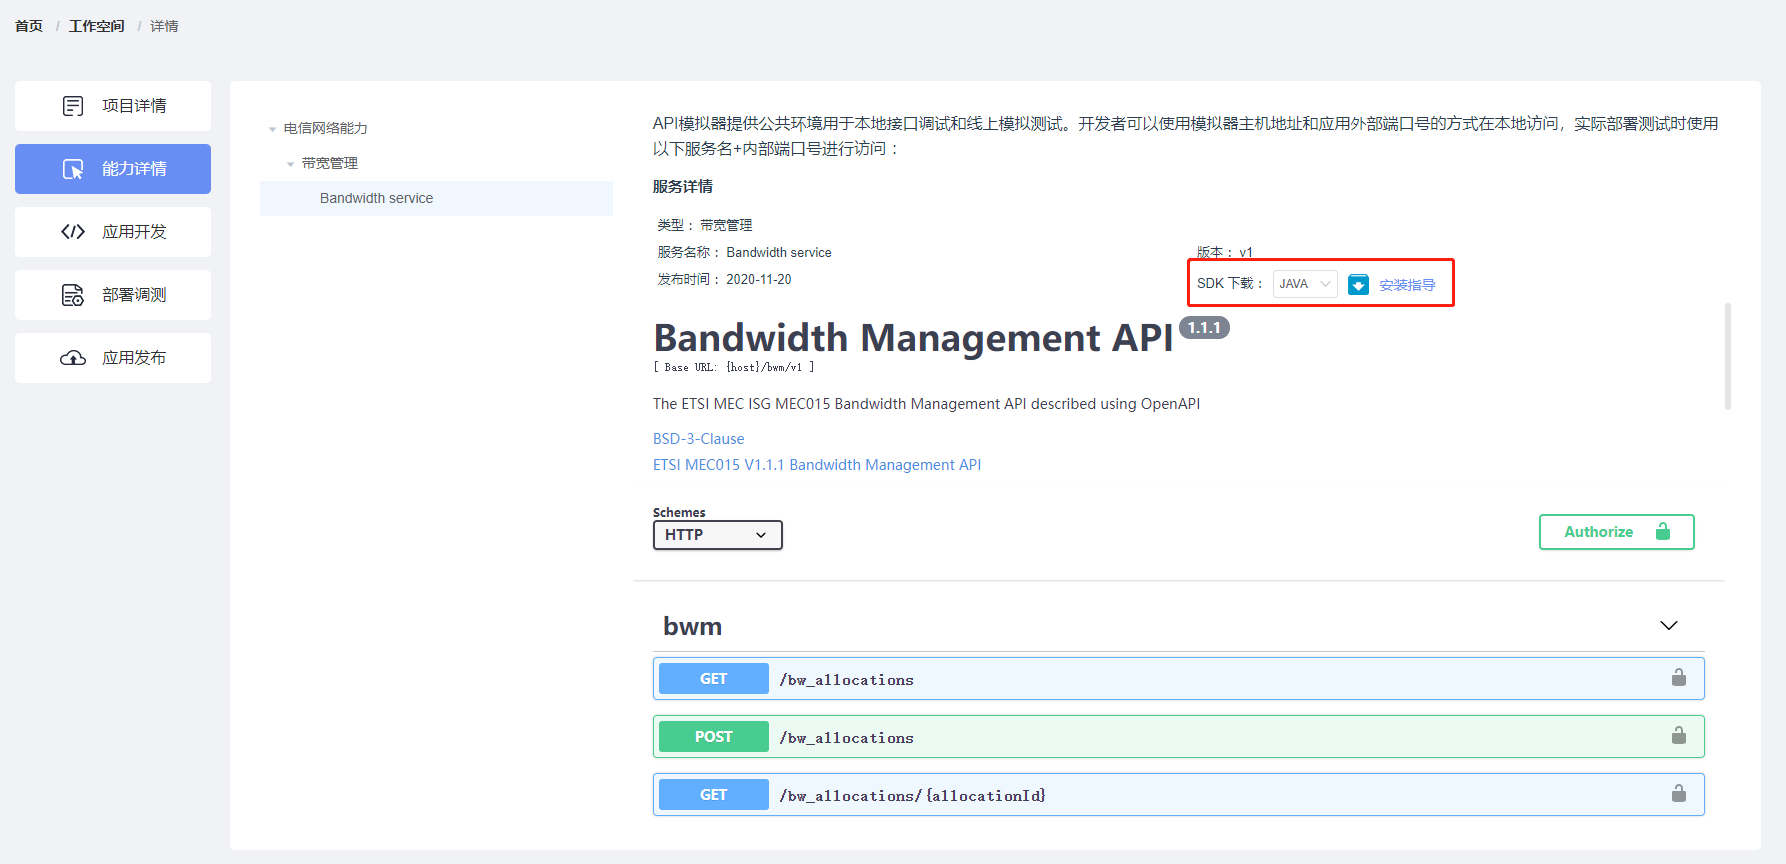 首页 / 工作空间 / 详情
项目详情
能力详情
应用开发
部署调测
应用发布
电信网络能力
带宽管理
Bandwidth service
API模拟器提供公共环境用于本地接口调试和线上模拟测试。开发者可以使用模拟器主机地址和应用外部端口号的方式在本地访问，实际部署测试时使用
以下服务名+内部端口号进行访问：
服务详情
类型： 带宽管理
服务名称： Bandwidth service
版本： v1
发布时间： 2020-11-20
SDK 下载： JAVA 安装指导
Bandwidth Management API 1.1.1
[ Base URL: {host}/bwm/v1 ]
The ETSI MEC ISG MEC015 Bandwidth Management API described using OpenAPI
BSD-3-Clause
ETSI MEC015 V1.1.1 Bandwidth Management API
Schemes
HTTP
Authorize
bwm
GET /bw_allocations
POST /bw_allocations
GET /bw_allocations/{allocationId}